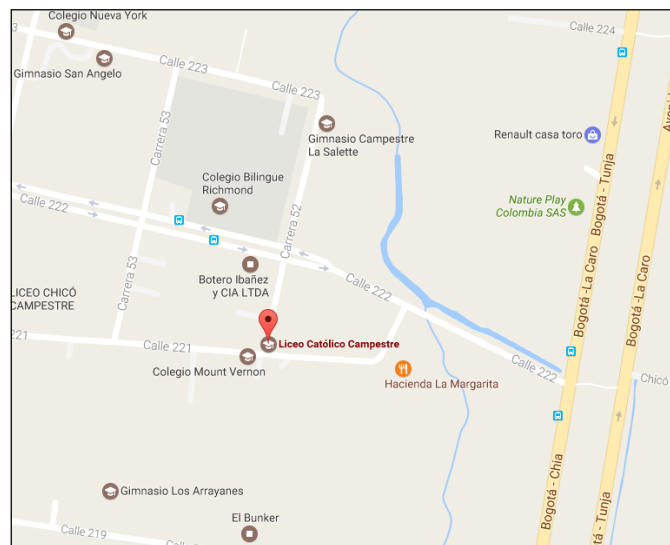 Colegio Nueva York
Gimnasio San Angelo
Calle 223
Calle 223
Calle 224
Carrera 53
Gimnasio Campestre
La Salette
Renault casa toro
Colegio Bilingue
Richmond
Nature Play
Colombia SAS
Bogotá -La Caro
Bogotá - Tunja
Calle 222
Carrera 52
Carrera 53
Botero Ibañez
y CIA LTDA
Calle 222
LICEO CHICÓ
CAMPESTRE
221
Calle 221
Liceo Católico Campestre
Colegio Mount Vernon
Hacienda La Margarita
Calle 222
Chicó
Bogotá -La Caro
Bogotá - Chia
Bogotá - Tunja
Gimnasio Los Arrayanes
El Bunker
Calle 219